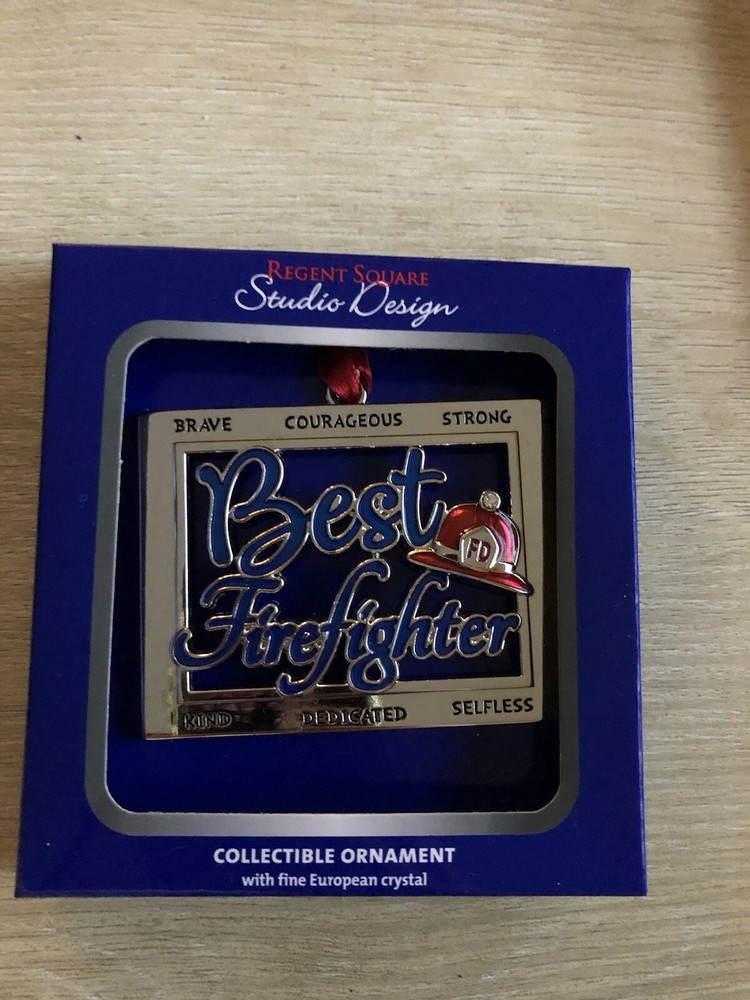 REGENT SQUARE
Studio Design
BRAVE COURAGEOUS STRONG
Best
FD
Firefighter
KIND DEDICATED SELFLESS
COLLECTIBLE ORNAMENT
with fine European crystal